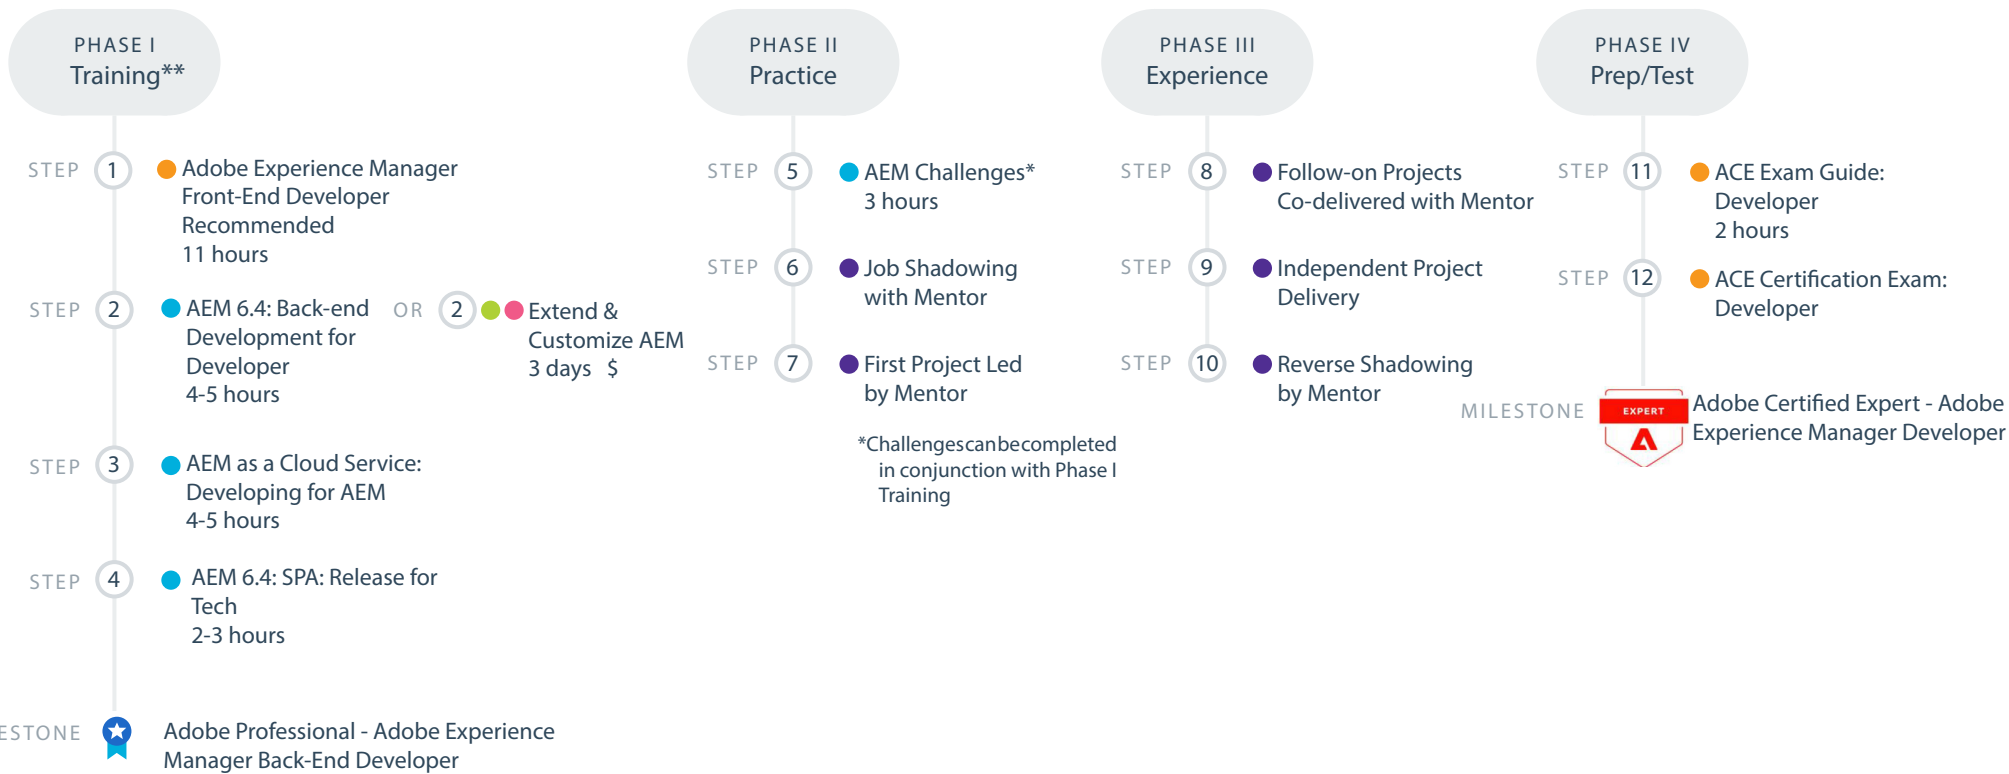 PHASE I
Training**
STEP 1 Adobe Experience Manager
Front-End Developer
Recommended
11 hours
STEP 2 AEM 6.4: Back-end
Development for
Developer
4-5 hours
OR 2 Extend &
Customize AEM
3 days $
STEP 3 AEM as a Cloud Service:
Developing for AEM
4-5 hours
STEP 4 AEM 6.4: SPA: Release for
Tech
2-3 hours
ESTONE Adobe Professional - Adobe Experience
Manager Back-End Developer
PHASE II
Practice
STEP 5 AEM Challenges*
3 hours
STEP 6 Job Shadowing
with Mentor
STEP 7 First Project Led
by Mentor
*Challengescanbecompleted
in conjunction with Phase I
Training
PHASE III
Experience
STEP 8 Follow-on Projects
Co-delivered with Mentor
STEP 9 Independent Project
Delivery
STEP 10 Reverse Shadowing
by Mentor
PHASE IV
Prep/Test
STEP 11 ACE Exam Guide:
Developer
2 hours
STEP 12 ACE Certification Exam:
Developer
MILESTONE EXPERT Adobe Certified Expert - Adobe
Experience Manager Developer